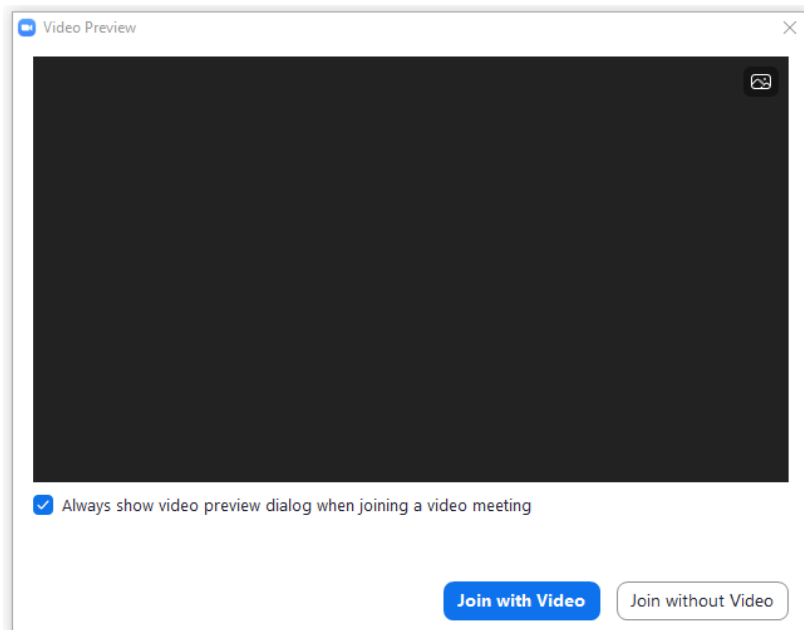 Video Preview
Always show video preview dialog when joining a video meeting
Join with Video
Join without Video